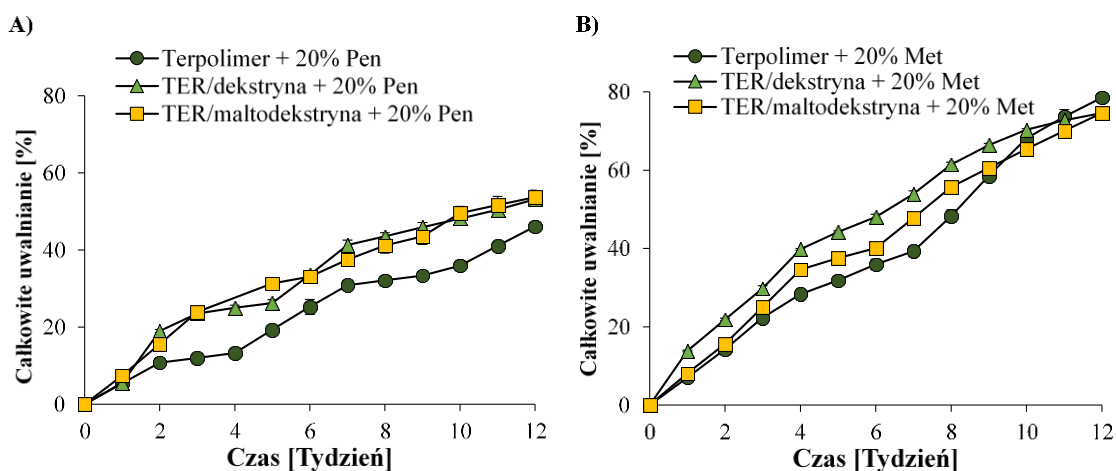 A)
Terpolimer + 20% Pen
TER/dekstryna + 20% Pen
TER/maltodekstryna + 20% Pen
Całkowite uwalnianie [%]
80
60
40
20
0
0 2 4 6 8 10 12
Czas [Tydzień]
B)
Terpolimer + 20% Met
TER/dekstryna + 20% Met
TER/maltodekstryna + 20% Met
Całkowite uwalnianie [%]
80
60
40
20
0
0 2 4 6 8 10 12
Czas [Tydzień]